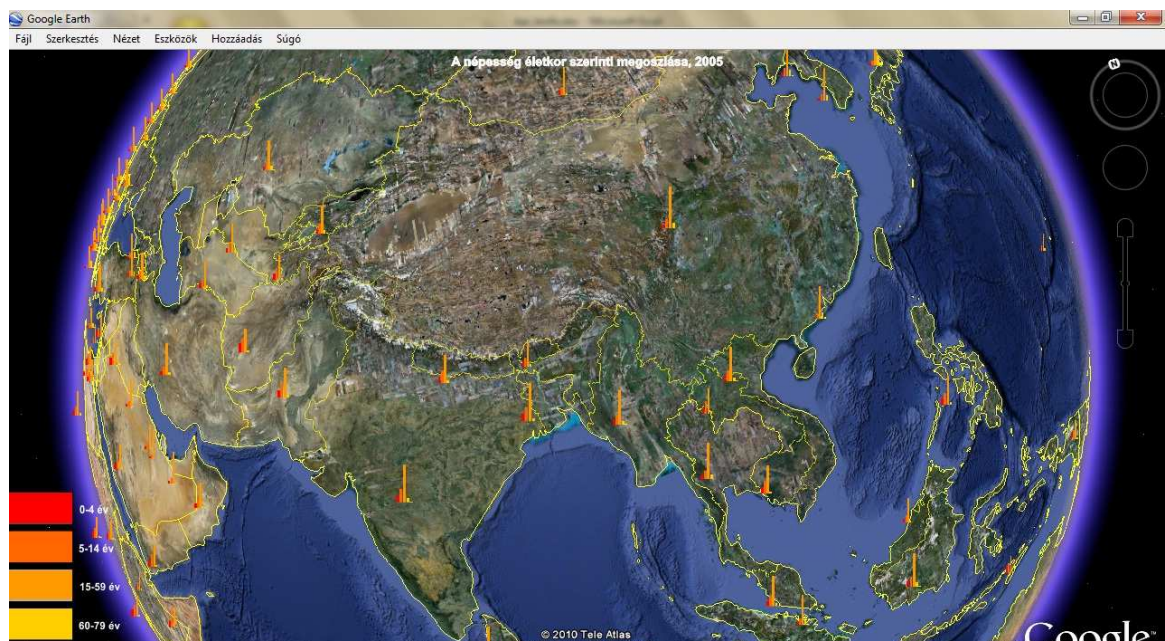 Google Earth
Fájl Szerkesztés Nézet Eszközök Hozzáadás Súgó
A népesség életkor szerinti megoszlása, 2005
N
0-4 év
5-14 év
15-59 év
60-79 év
© 2010 Tele Atlas
Google